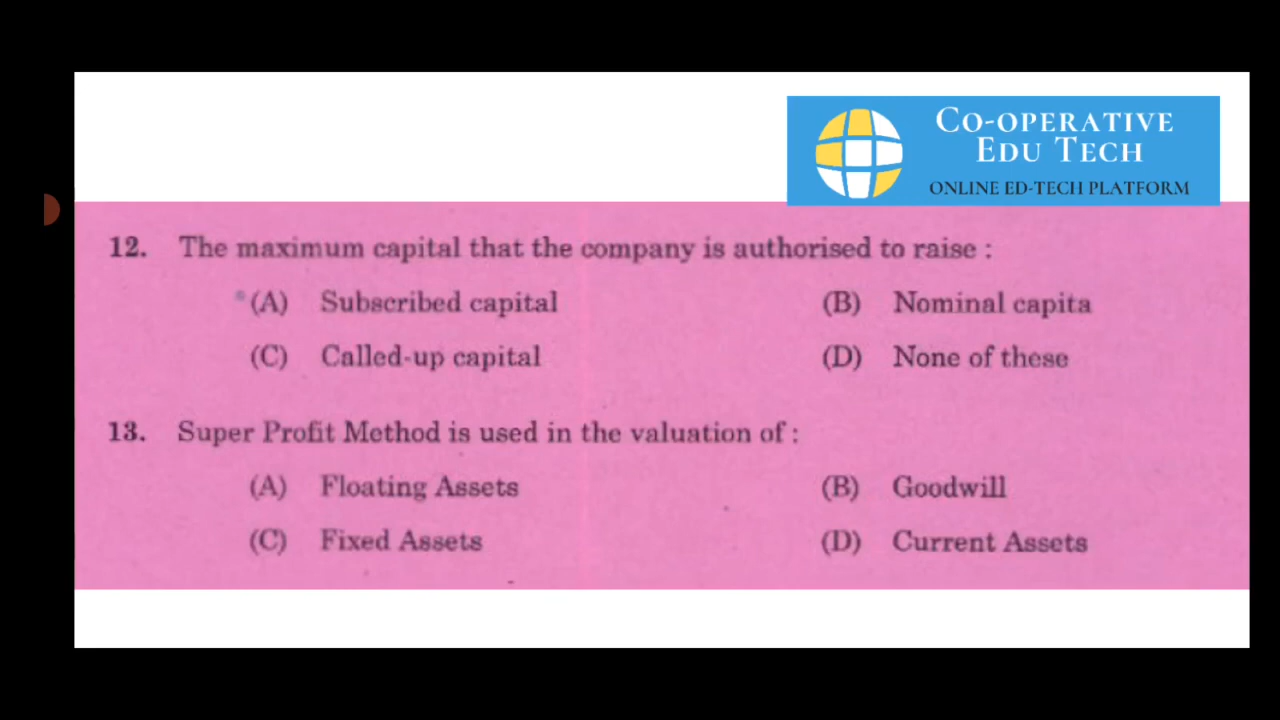 CO-OPERATIVE
EDU TECH
ONLINE ED-TECH PLATFORM
12. The maximum capital that the company is authorised to raise :
(A) Subscribed capital (B) Nominal capita
(C) Called-up capital (D) None of these
13. Super Profit Method is used in the valuation of :
(A) Floating Assets (B) Goodwill
(C) Fixed Assets (D) Current Assets